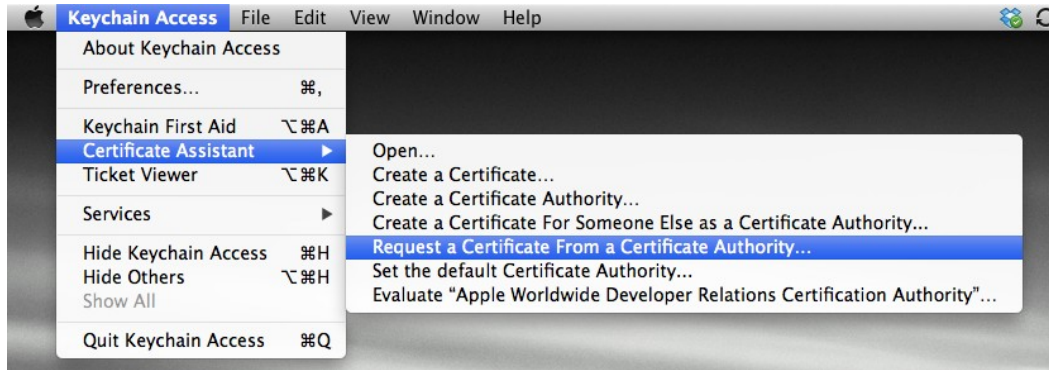 Keychain Access File Edit View Window Help
About Keychain Access
Preferences... ⌘,
Keychain First Aid ⌥⌘A
Certificate Assistant ▶
Ticket Viewer ⌥⌘K
Services ▶
Hide Keychain Access ⌘H
Hide Others ⌥⌘H
Show All
Quit Keychain Access ⌘Q
Open...
Create a Certificate...
Create a Certificate Authority...
Create a Certificate For Someone Else as a Certificate Authority...
Request a Certificate From a Certificate Authority...
Set the default Certificate Authority...
Evaluate “Apple Worldwide Developer Relations Certification Authority”...